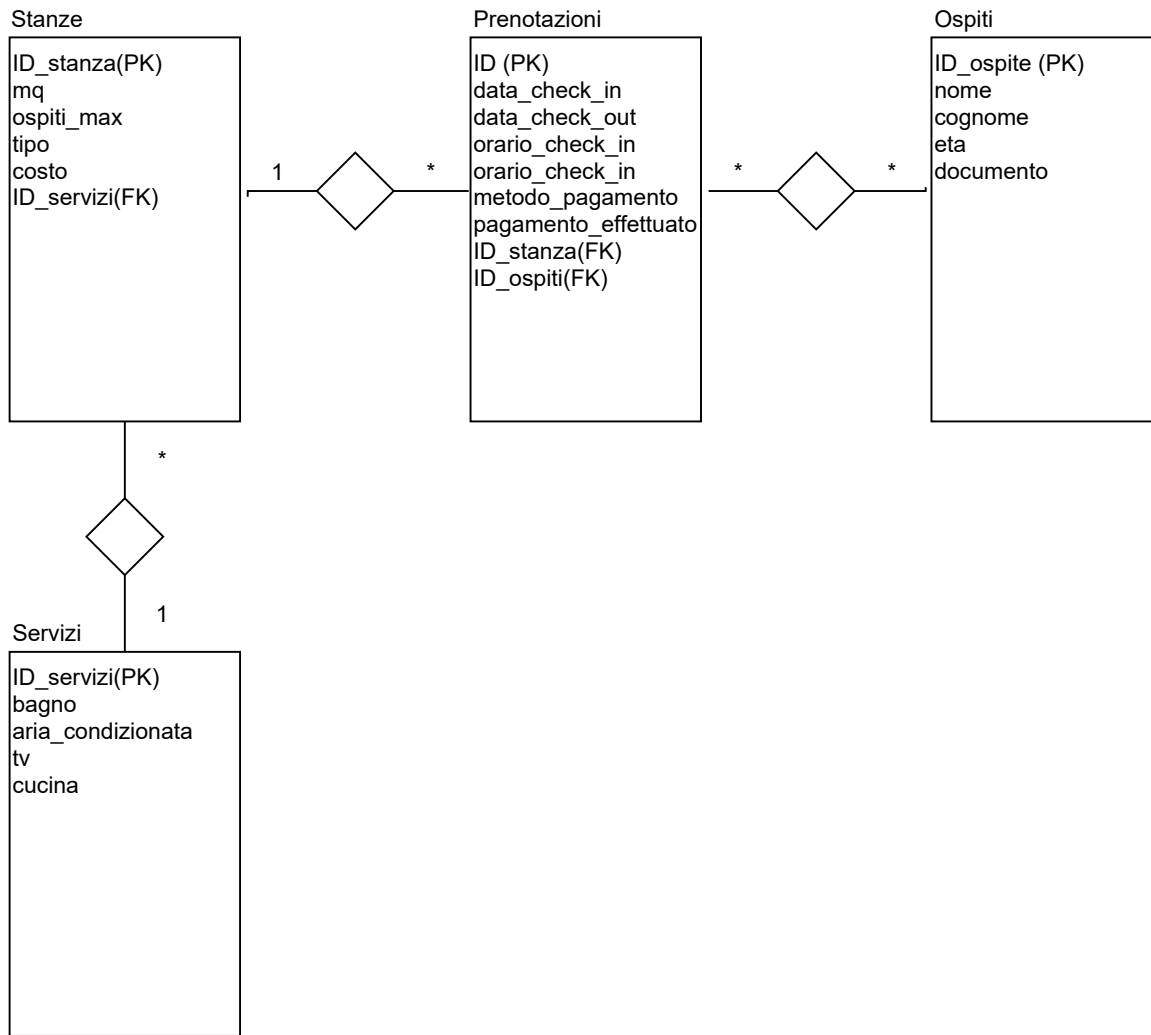 Stanze
ID_stanza(PK)
mq
ospiti_max
tipo
costo
ID_servizi(FK)
1
*
Prenotazioni
ID (PK)
data_check_in
data_check_out
orario_check_in
orario_check_in
metodo_pagamento
pagamento_effettuato
ID_stanza(FK)
ID_ospiti(FK)
*
*
Ospiti
ID_ospite (PK)
nome
cognome
eta
documento
*
1
Servizi
ID_servizi(PK)
bagno
aria_condizionata
tv
cucina